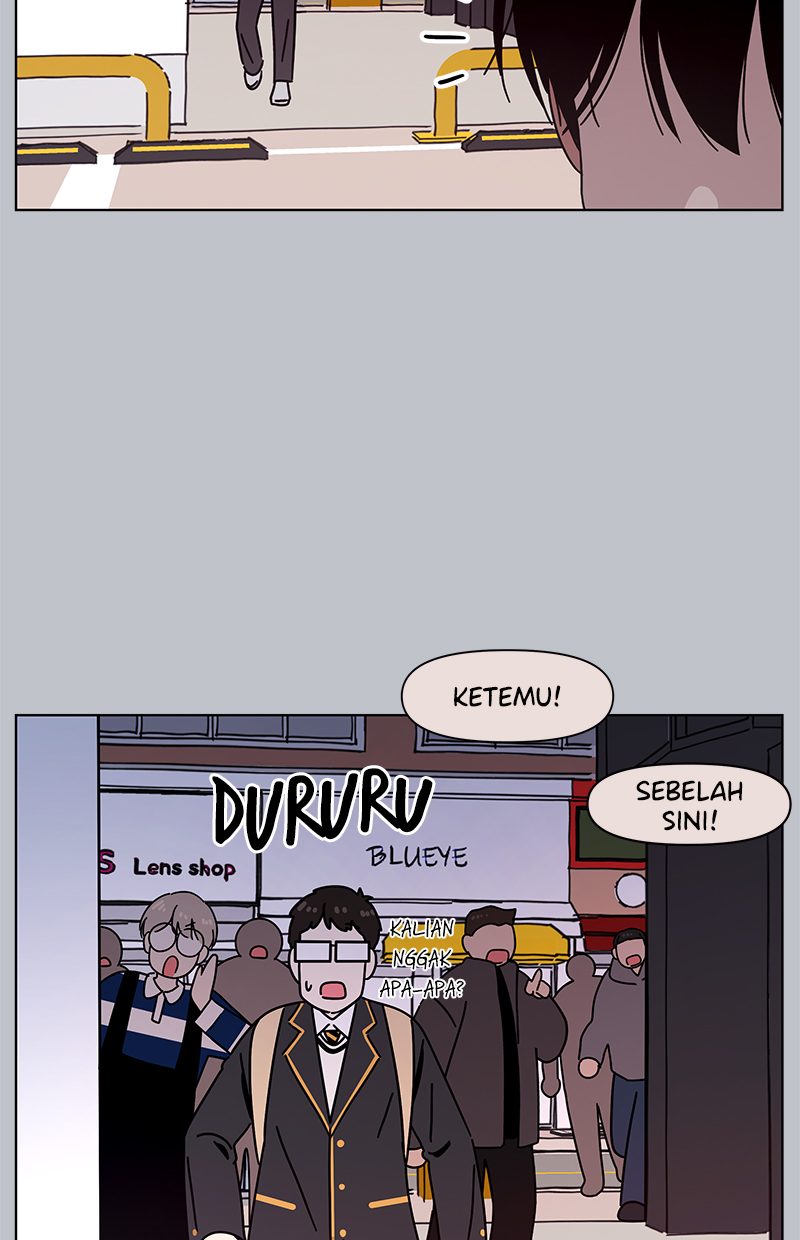 KETEMU!
SEBELAH
SINI!
DURURU
BLUEYE
S Lens shop
KALIAN
NGGAK
APA-APA?